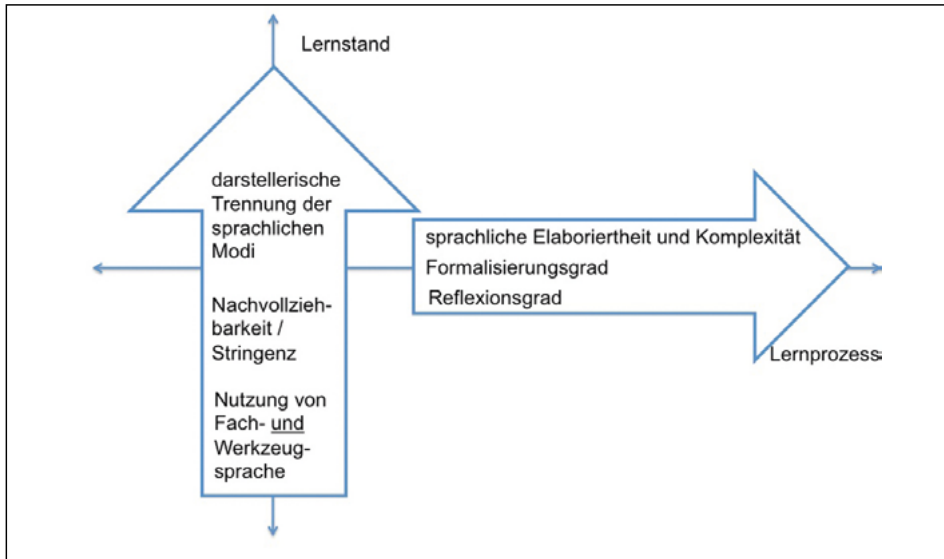 Lernstand
darstellerische
Trennung der
sprachlichen
Modi
Nachvollzieh-
barkeit /
Stringenz
Nutzung von
Fach- und
Werkzeug-
sprache
sprachliche Elaboriertheit und Komplexität
Formalisierungsgrad
Reflexionsgrad
Lernprozess